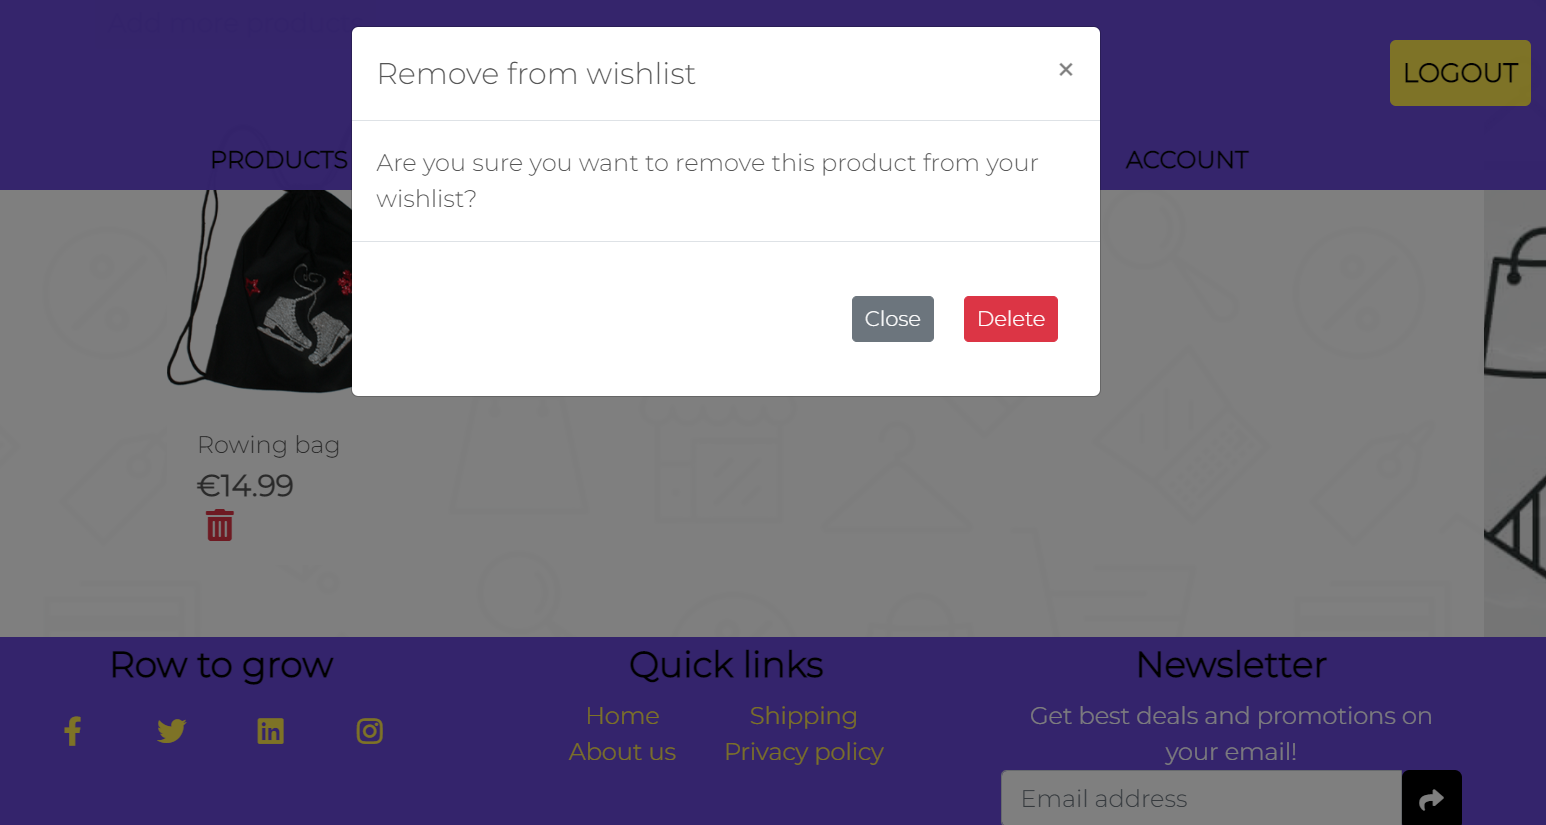 Remove from wishlist
×
LOGOUT
PRODUCTS
ACCOUNT
Are you sure you want to remove this product from your
wishlist?
Close
Delete
Rowing bag
€14.99
Row to grow
Quick links
Home
Shipping
About us
Privacy policy
Newsletter
Get best deals and promotions on
your email!
Email address